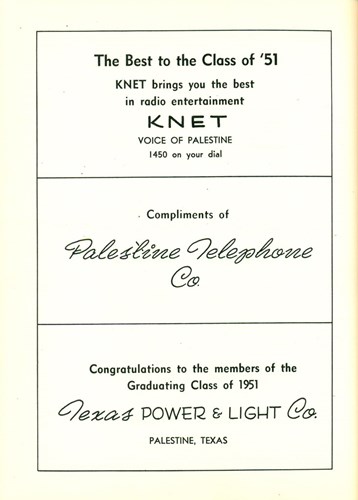 The Best to the Class of '51
KNET brings you the best
in radio entertainment
KNET
VOICE OF PALESTINE
1450 on your dial
Compliments of
Palestine Telephone
Co.
Congratulations to the members of the
Graduating Class of 1951
Texas POWER & LIGHT Co.
PALESTINE, TEXAS